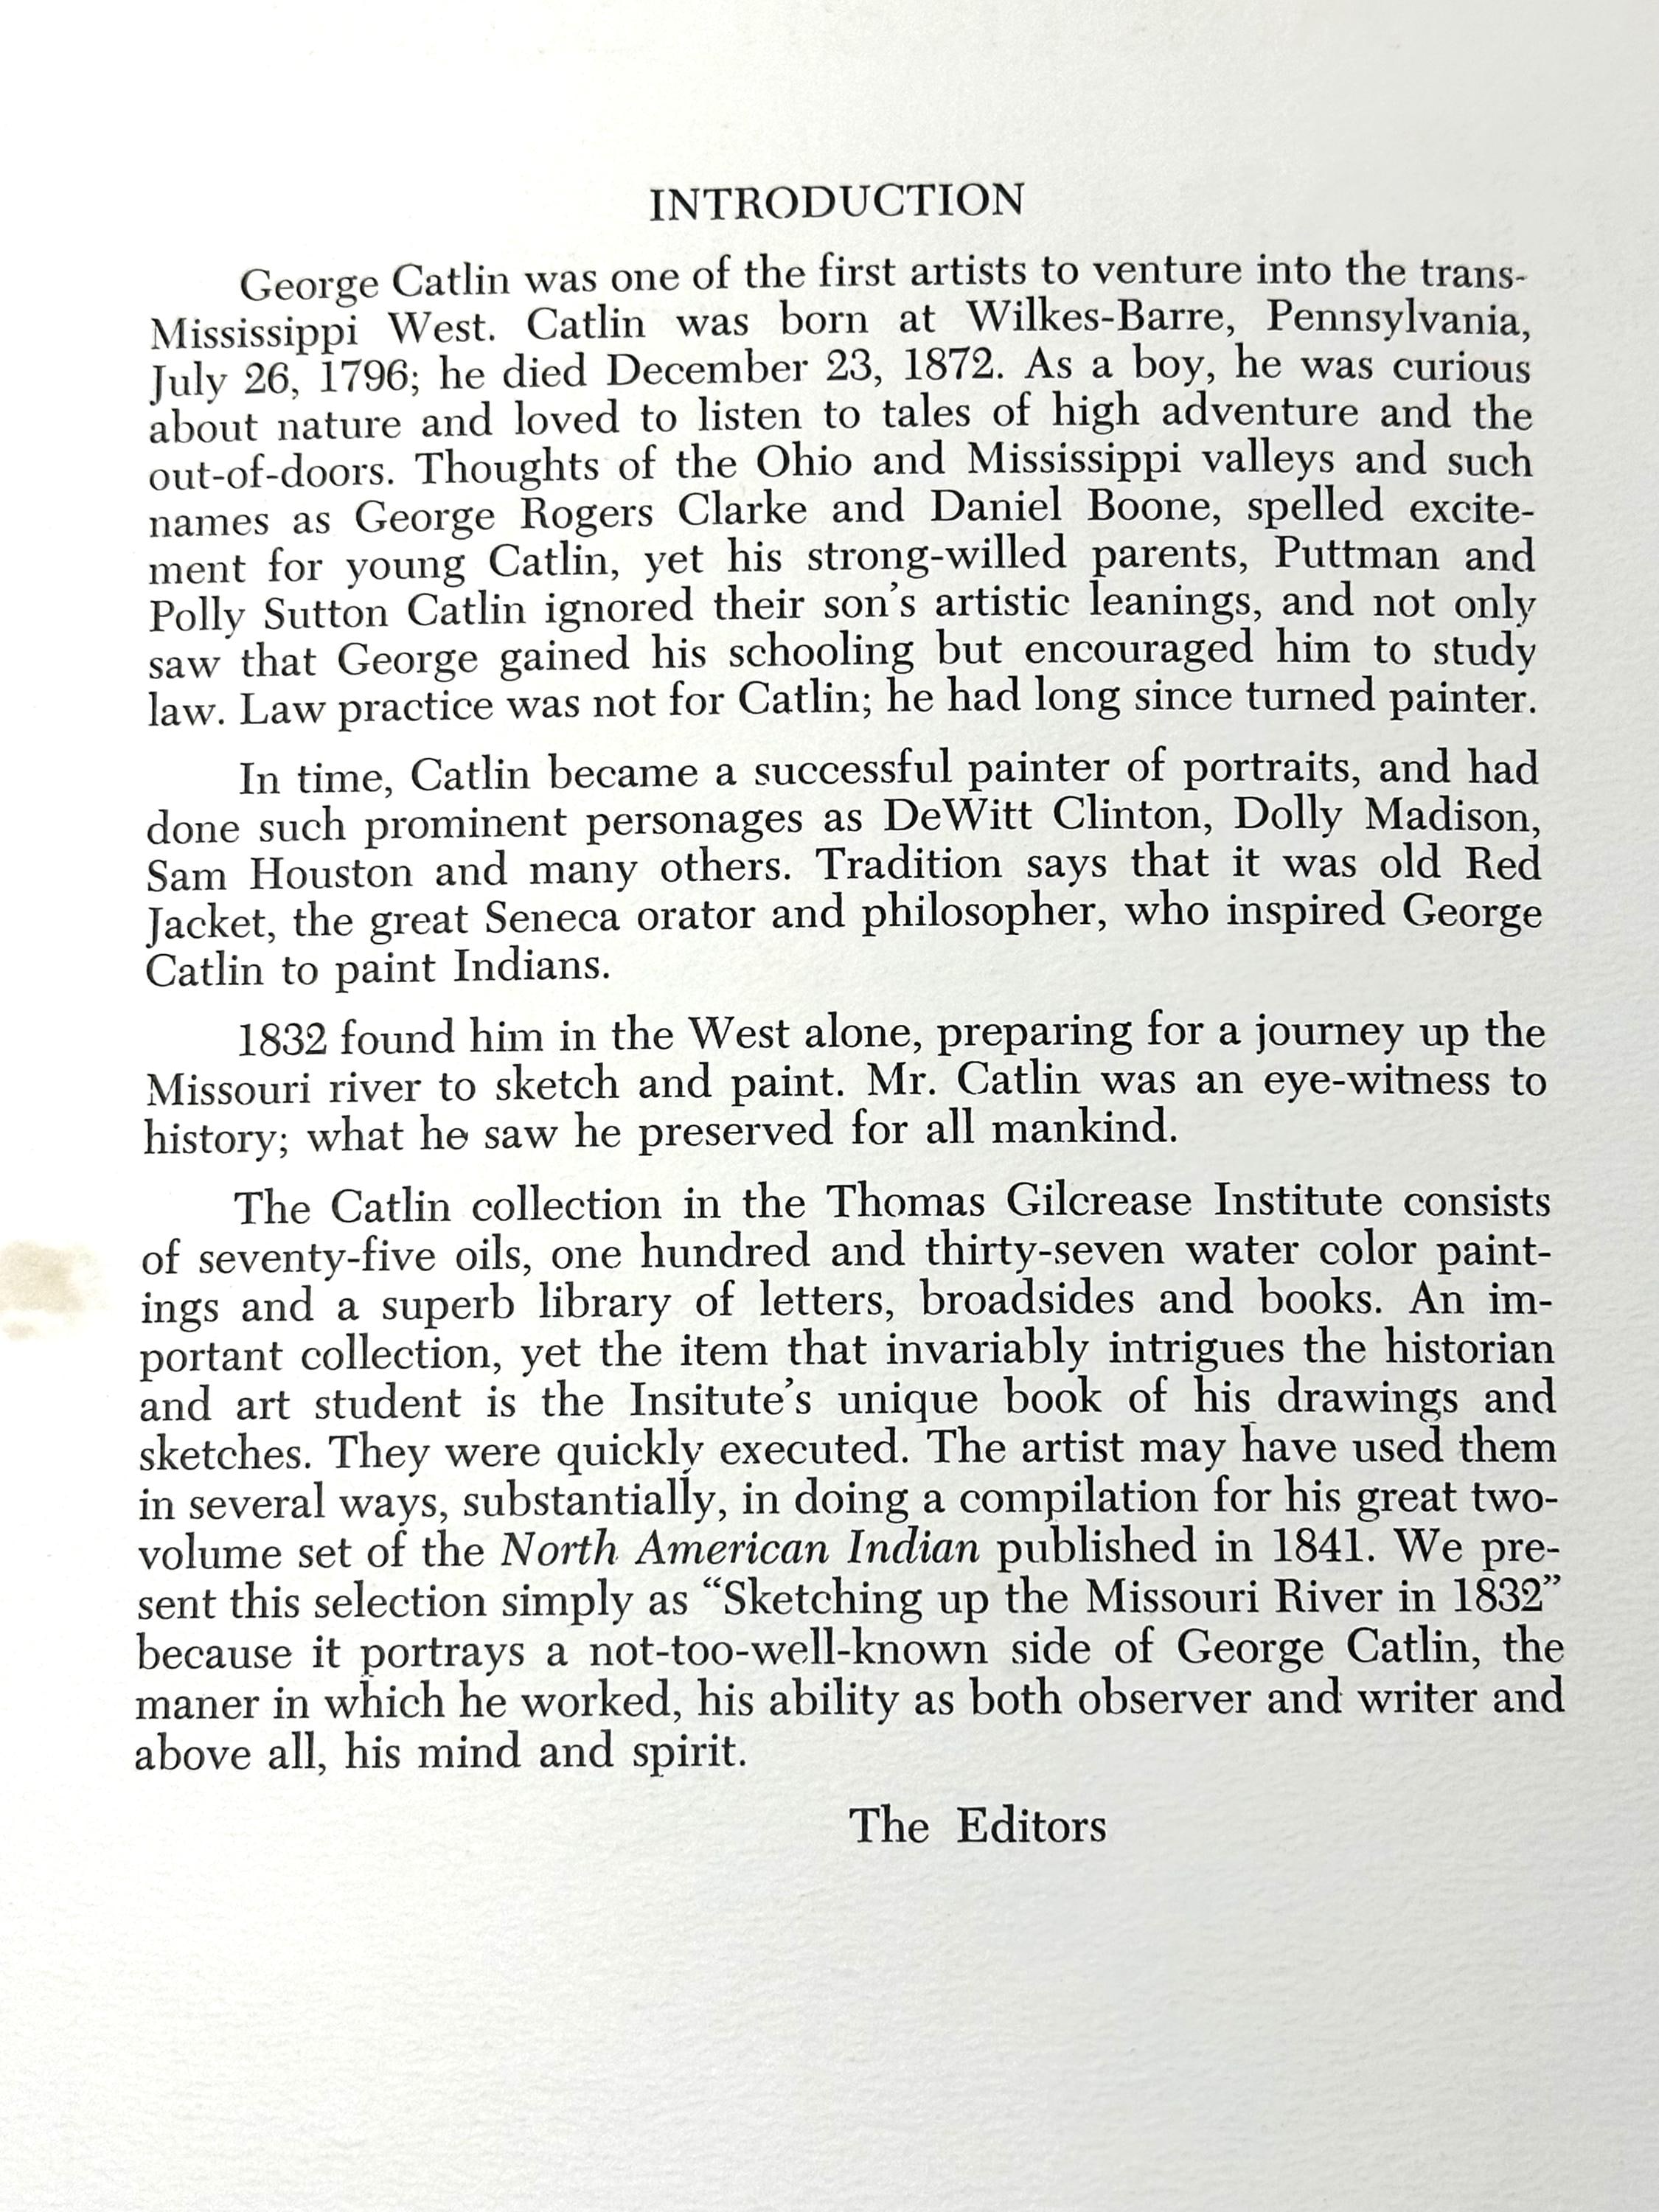 INTRODUCTION
George Catlin was one of the first artists to venture into the trans-
Mississippi West. Catlin was born at Wilkes-Barre, Pennsylvania,
July 26, 1796; he died December 23, 1872. As a boy, he was curious
about nature and loved to listen to tales of high adventure and the
out-of-doors. Thoughts of the Ohio and Mississippi valleys and such
names as George Rogers Clarke and Daniel Boone, spelled excite-
ment for young Catlin, yet his strong-willed parents, Puttman and
Polly Sutton Catlin ignored their son's artistic leanings, and not only
saw that George gained his schooling but encouraged him to study
law. Law practice was not for Catlin; he had long since turned painter.
In time, Catlin became a successful painter of portraits, and had
done such prominent personages as DeWitt Clinton, Dolly Madison,
Sam Houston and many others. Tradition says that it was old Red
Jacket, the great Seneca orator and philosopher, who inspired George
Catlin to paint Indians.
1832 found him in the West alone, preparing for a journey up the
Missouri river to sketch and paint. Mr. Catlin was an eye-witness to
history; what he saw he preserved for all mankind.
The Catlin collection in the Thomas Gilcrease Institute consists
of seventy-five oils, one hundred and thirty-seven water color paint-
ings and a superb library of letters, broadsides and books. An im-
portant collection, yet the item that invariably intrigues the historian
and art student is the Insitute's unique book of his drawings and
sketches. They were quickly executed. The artist may have used them
in several ways, substantially, in doing a compilation for his great two-
volume set of the North American Indian published in 1841. We pre-
sent this selection simply as “Sketching up the Missouri River in 1832”
because it portrays a not-too-well-known side of George Catlin, the
maner in which he worked, his ability as both observer and writer and
above all, his mind and spirit.
The Editors